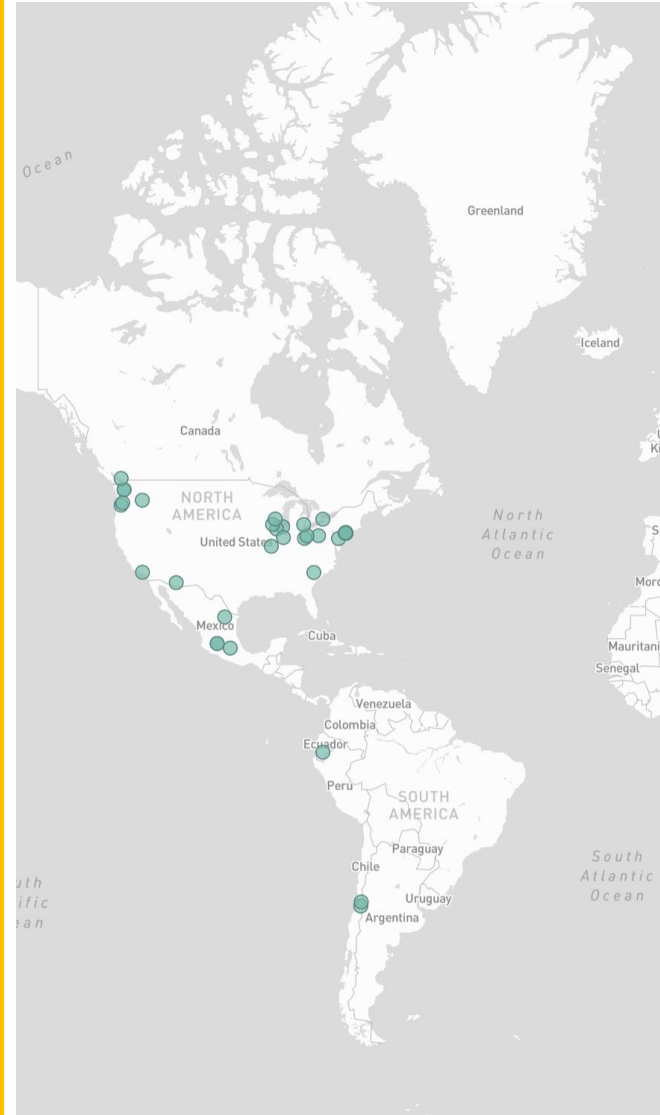 Ocean
Greenland
Iceland
Canada
NORTH
AMERICA
United States
North
Atlantic
Ocean
Mexico
Cuba
Mauritani
Senegal
Venezuela
Colombia
Ecuador
Peru
SOUTH
AMERICA
Paraguay
Chile
Uruguay
Argentina
South
Atlantic
Ocean
uth
ific
ean